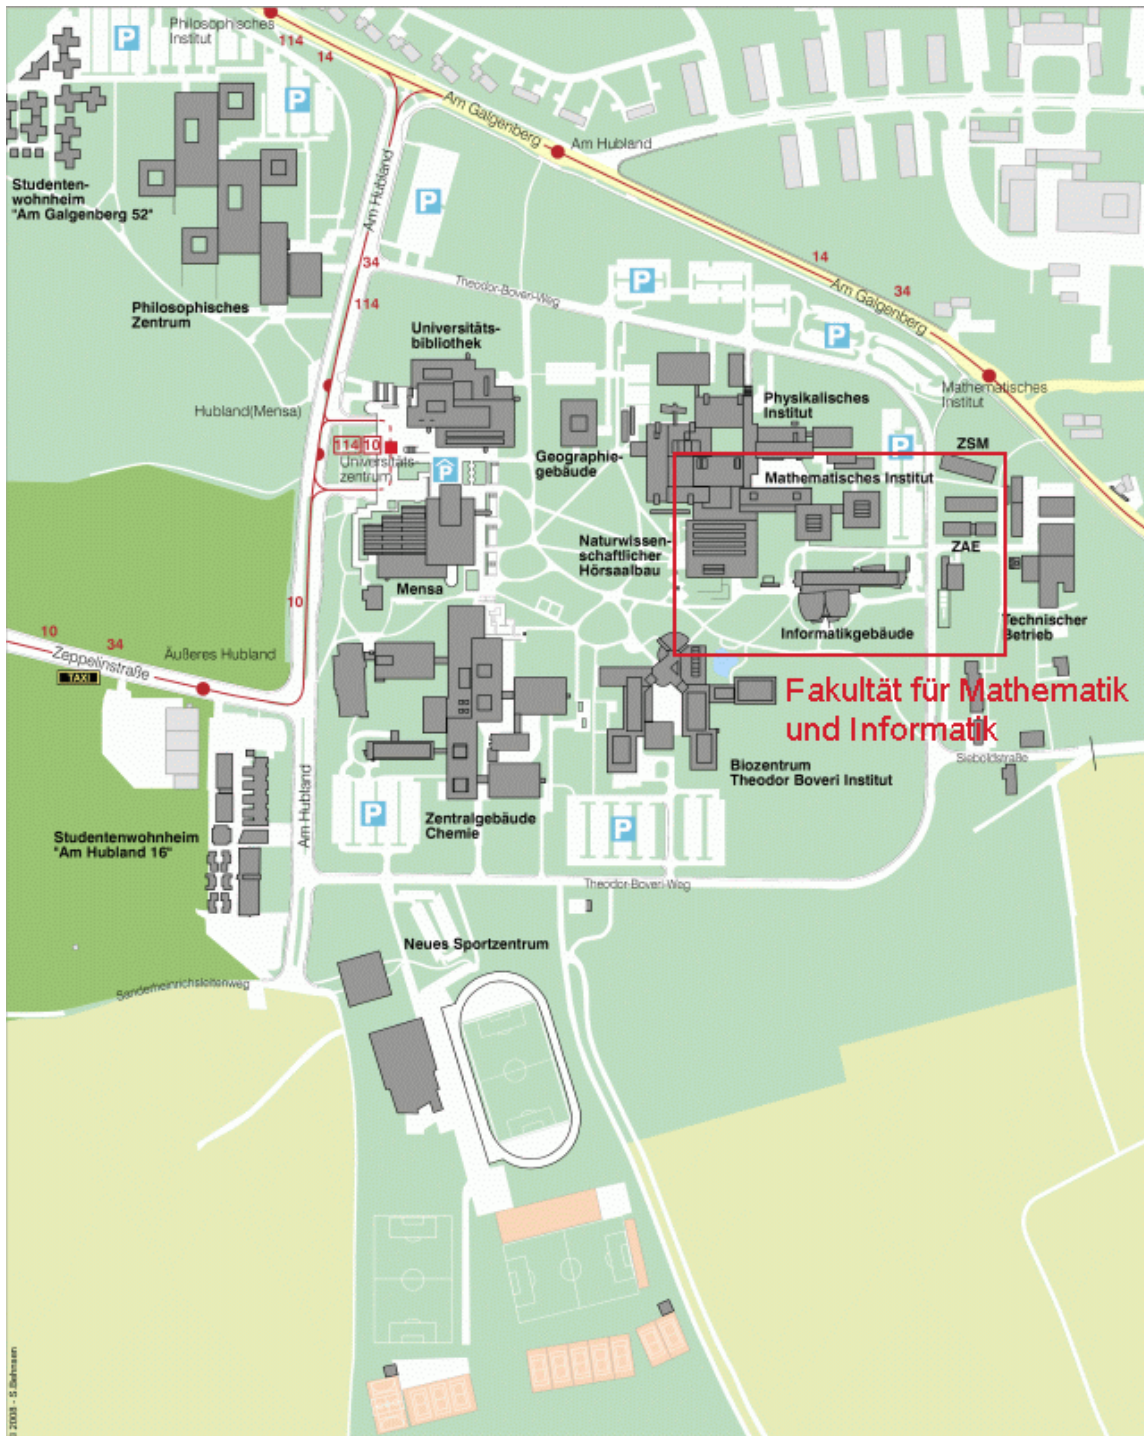 Philosophisches
Institut
114
14
P
P
Am Galgenberg
Am Hubland
Am Hubland
P
Studenten-
wohnheim
"Am Galgenberg 52"
34
114
Theodor-Boveri-Weg
P
14
34
Am Galgenberg
Philosophisches
Zentrum
Universitäts-
bibliothek
P
Mathematisches
Institut
Physikalisches
Institut
Hubland(Mensa)
114 10
Universitäts-
zentrum
P
Geographie-
gebäude
P
ZSM
Mathematisches Institut
Naturwissen-
schaftlicher
Hörsaalbau
ZAE
Mensa
10
Informatikgebäude
Technischer
Betrieb
10
34
Zeppelinstraße
Äußeres Hubland
TAXI
Fakultät für Mathematik
und Informatik
Sieboldstraße
Biozentrum
Theodor Boveri Institut
Am Hubland
P
Zentralgebäude
Chemie
P
Studentenwohnheim
"Am Hubland 16"
Theodor-Boveri-Weg
Neues Sportzentrum
Sanderheinrichsleitenweg
2008 - S.Behnsen